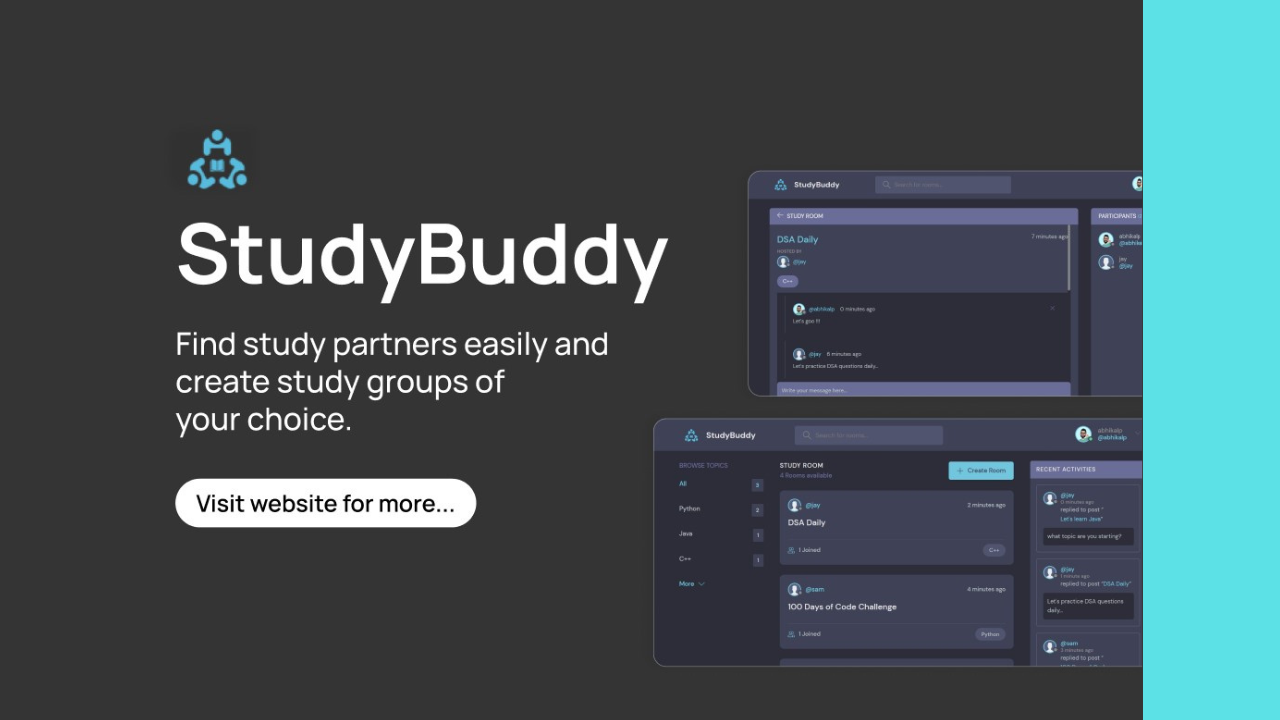 StudyBuddy
Find study partners easily and
create study groups of
your choice.
Visit website for more...
StudyBuddy
Search for rooms...
STUDY ROOM
DSA Daily
7 minutes ago
HOSTED BY
@jay
C++
@abhikalp 0 minutes ago
Let's goo !!!
@jay 8 minutes ago
Let's practice DSA questions daily...
Write your message here...
PARTICIPANTS
abhikalp
jay
@jay
StudyBuddy
Search for rooms...
abhikalp
@abhikalp
BROWSE TOPICS
All 3
Python 2
Java 1
C++ 1
More
STUDY ROOM
4 Rooms available
Create Room
@jay 3 minutes ago
DSA Daily
1 Joined C++
@sam 4 minutes ago
100 Days of Code Challenge
1 Joined Python
RECENT ACTIVITIES
@jay
0 minutes ago
replied to post "
Let's learn Java"
what topic are you starting?
@jay
1 minute ago
replied to post "DSA Daily"
Let's practice DSA questions
daily...
@sam
3 minutes ago
replied to post "